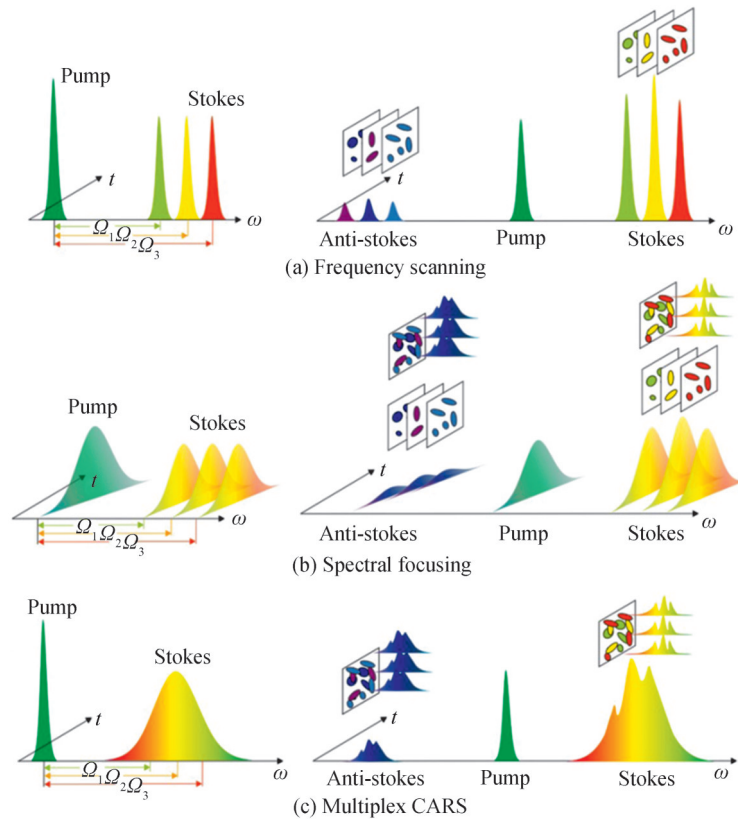 Pump
Stokes
t
Ω₁Ω₂Ω₃
ω
t
Anti-stokes
Pump
Stokes
ω
(a) Frequency scanning
Pump
Stokes
t
Ω₁Ω₂Ω₃
ω
t
Anti-stokes
Pump
Stokes
ω
(b) Spectral focusing
Pump
Stokes
t
Ω₁Ω₂Ω₃
ω
t
Anti-stokes
Pump
Stokes
ω
(c) Multiplex CARS